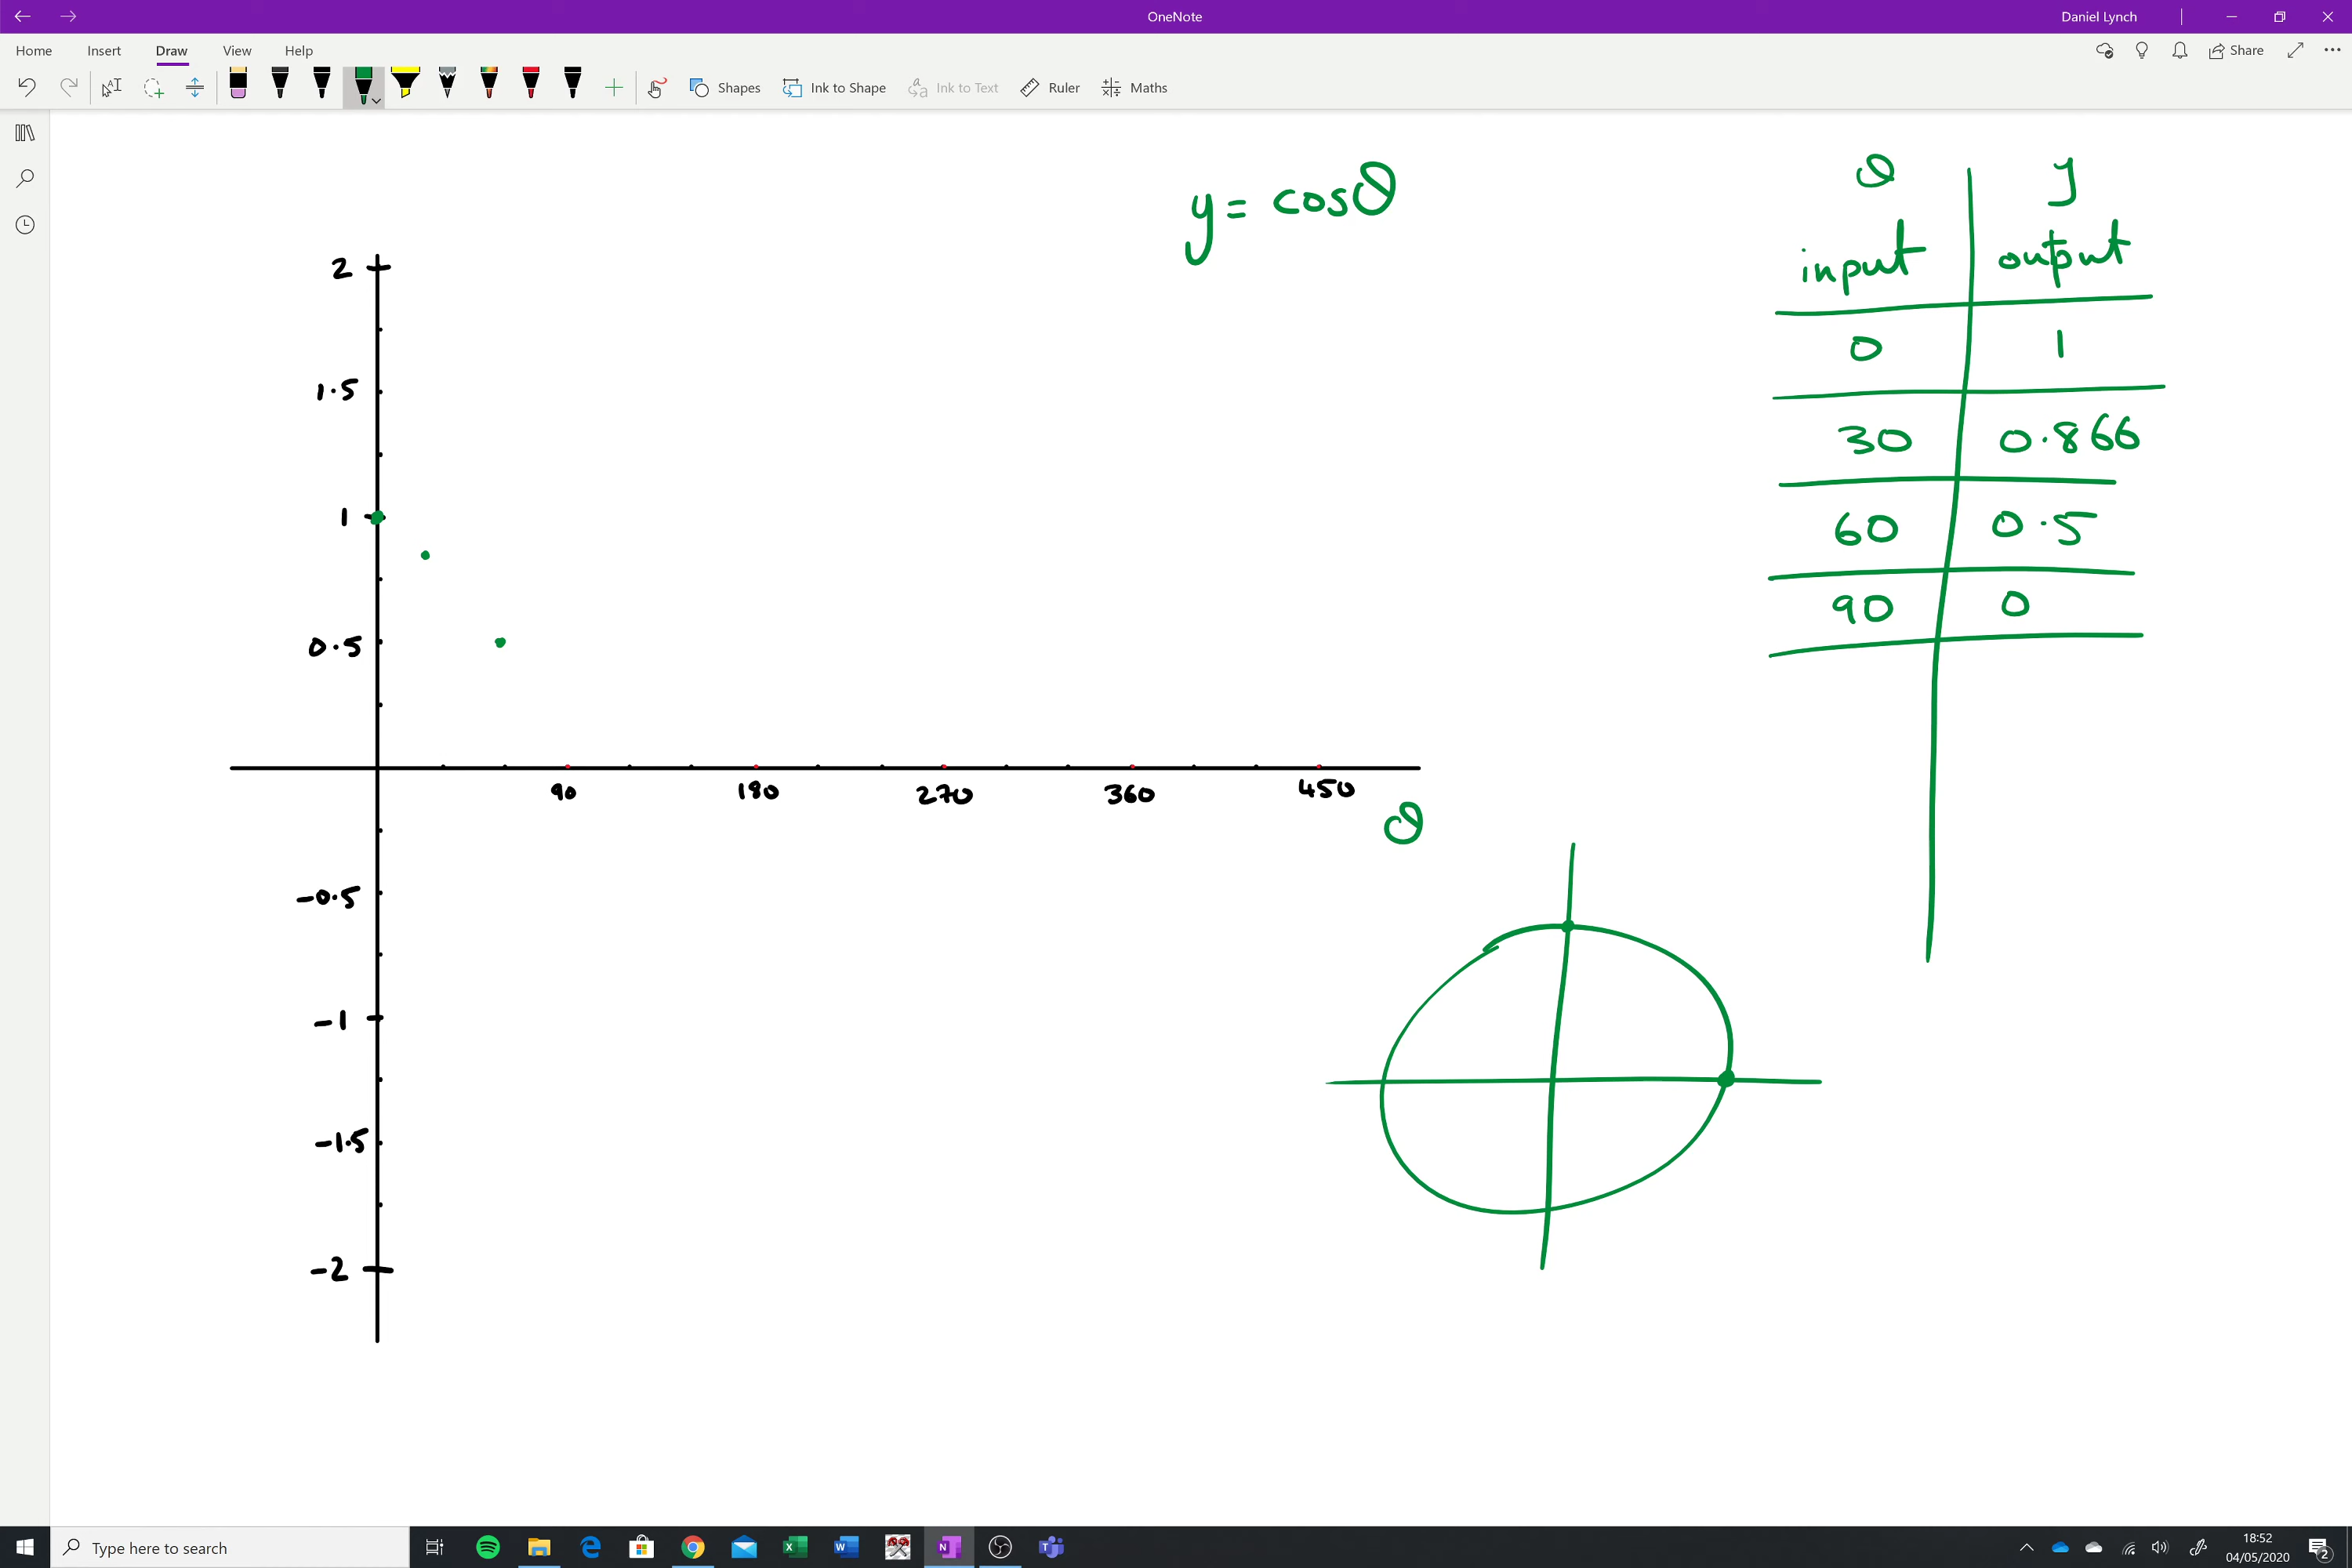 OneNote
Daniel Lynch
Home Insert Draw View Help
Share
Shapes Ink to Shape Ink to Text Ruler Maths
y = cosθ
θ y
input output
0 1
30 0.866
60 0.5
90 0
2
1.5
1
0.5
90 180 270 360 450
θ
-0.5
-1
-1.5
-2
Type here to search
18:52
04/05/2020
2